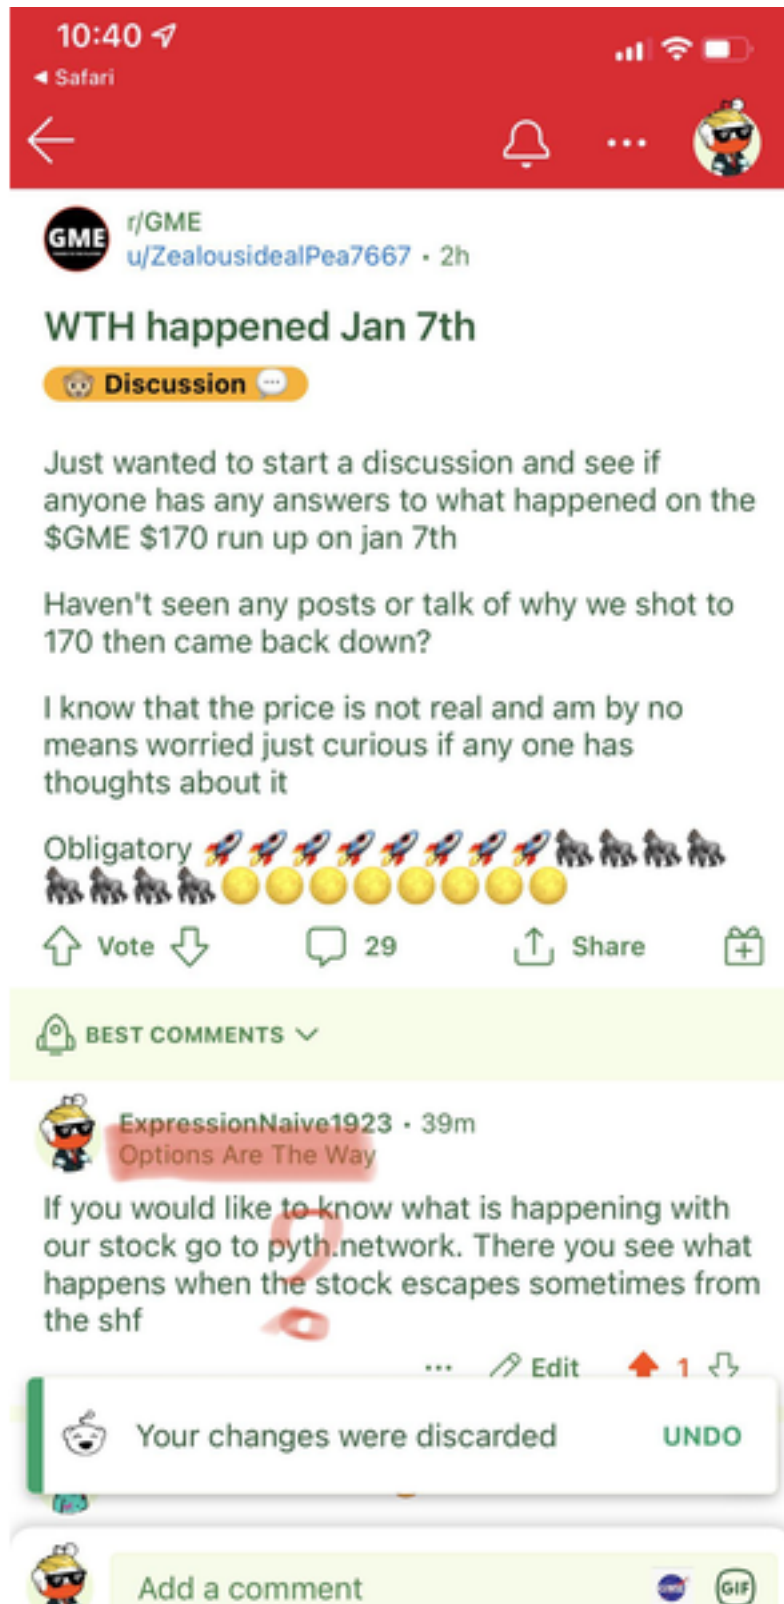 10:40
Safari
GME
r/GME
u/ZealousidealPea7667 • 2h
WTH happened Jan 7th
Discussion
Just wanted to start a discussion and see if
anyone has any answers to what happened on the
$GME $170 run up on jan 7th
Haven't seen any posts or talk of why we shot to
170 then came back down?
I know that the price is not real and am by no
means worried just curious if any one has
thoughts about it
Obligatory 🚀🚀🚀🚀🚀🚀🚀🚀🦍🦍🦍🦍
🦍🦍🦍🦍🌕🌕🌕🌕🌕🌕🌕🌕
Vote 29 Share
BEST COMMENTS
ExpressionNaive1923 • 39m
Options Are The Way
If you would like to know what is happening with
our stock go to pyth.network. There you see what
happens when the stock escapes sometimes from
the shf
?
... Edit 1
Your changes were discarded UNDO
Add a comment GIF